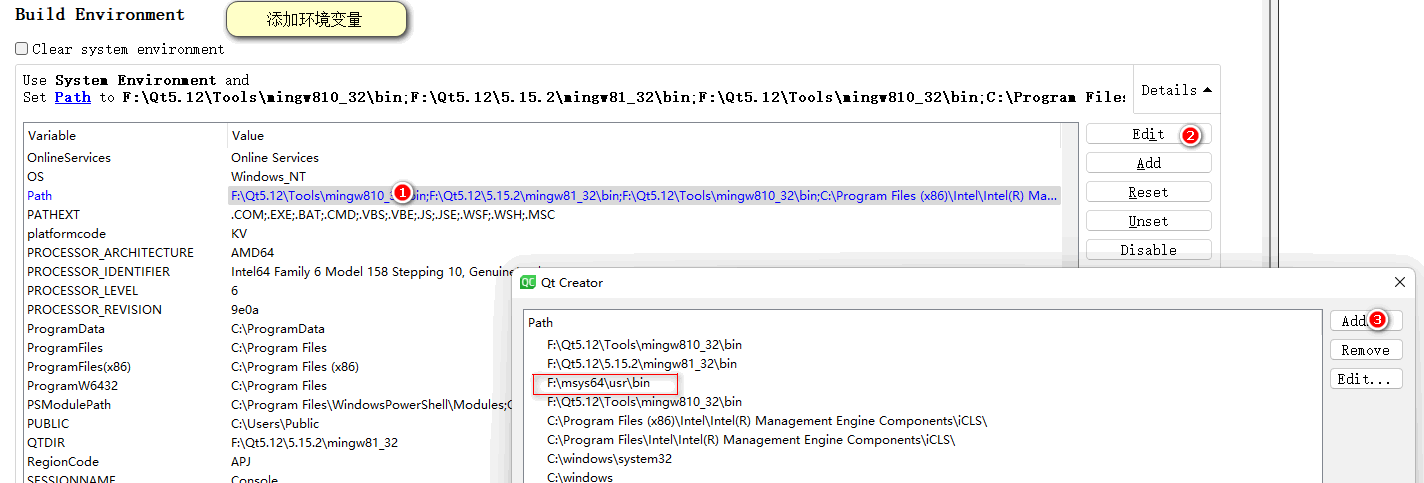 Build Environment
添加环境变量
Clear system environment
Use System Environment and
Set Path to F:\Qt5.12\Tools\mingw810_32\bin;F:\Qt5.12\5.15.2\mingw81_32\bin;F:\Qt5.12\Tools\mingw810_32\bin;C:\Program Files
Details
Variable Value
OnlineServices Online Services
OS Windows_NT
Path F:\Qt5.12\Tools\mingw810_3 bin;F:\Qt5.12\5.15.2\mingw81_32\bin;F:\Qt5.12\Tools\mingw810_32\bin;C:\Program Files (x86)\Intel\Intel(R) Ma...
1
PATHEXT .COM;.EXE;.BAT;.CMD;.VBS;.VBE;.JS;.JSE;.WSF;.WSH;.MSC
platformcode KV
PROCESSOR_ARCHITECTURE AMD64
PROCESSOR_IDENTIFIER Intel64 Family 6 Model 158 Stepping 10,
PROCESSOR_LEVEL 6
PROCESSOR_REVISION 9e0a
ProgramData C:\ProgramData
ProgramFiles C:\Program Files
ProgramFiles(x86) C:\Program Files (x86)
ProgramW6432 C:\Program Files
PSModulePath C:\Program Files\WindowsPowerShell\Modules;
PUBLIC C:\Users\Public
QTDIR F:\Qt5.12\5.15.2\mingw81_32
RegionCode APJ
SESSIONNAME Console
Edit 2
Add
Reset
Unset
Disable
Qt Creator
Path
F:\Qt5.12\Tools\mingw810_32\bin
F:\Qt5.12\5.15.2\mingw81_32\bin
F:\msys64\usr\bin
F:\Qt5.12\Tools\mingw810_32\bin
C:\Program Files (x86)\Intel\Intel(R) Management Engine Components\iCLS\
C:\Program Files\Intel\Intel(R) Management Engine Components\iCLS\
C:\windows\system32
C:\windows
Add 3
Remove
Edit...